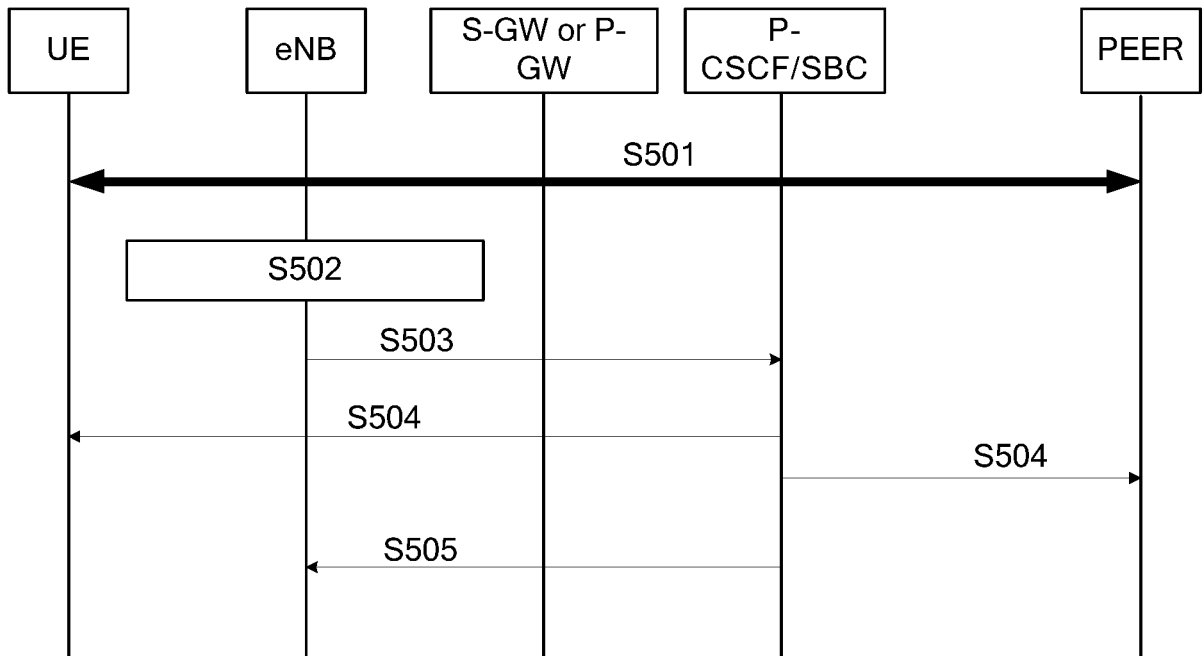 UE
eNB
S-GW or P-
GW
P-
CSCF/SBC
PEER
S501
S502
S503
S504
S504
S505